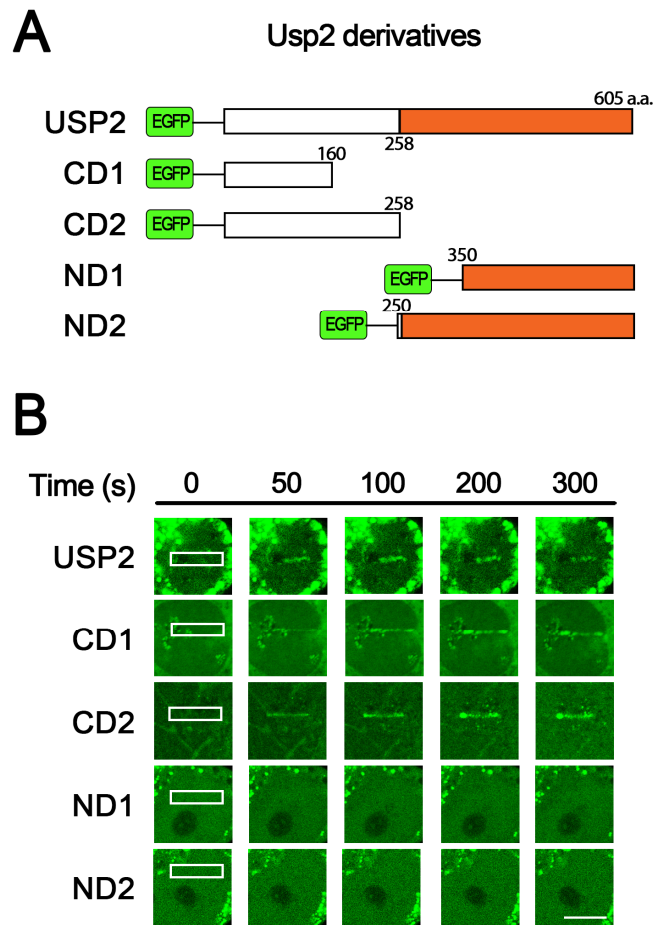 A
Usp2 derivatives
605 a.a.
USP2 EGFP
258
160
CD1 EGFP
258
CD2 EGFP
350
ND1 EGFP
250
ND2 EGFP
B
Time (s) 0 50 100 200 300
USP2
CD1
CD2
ND1
ND2